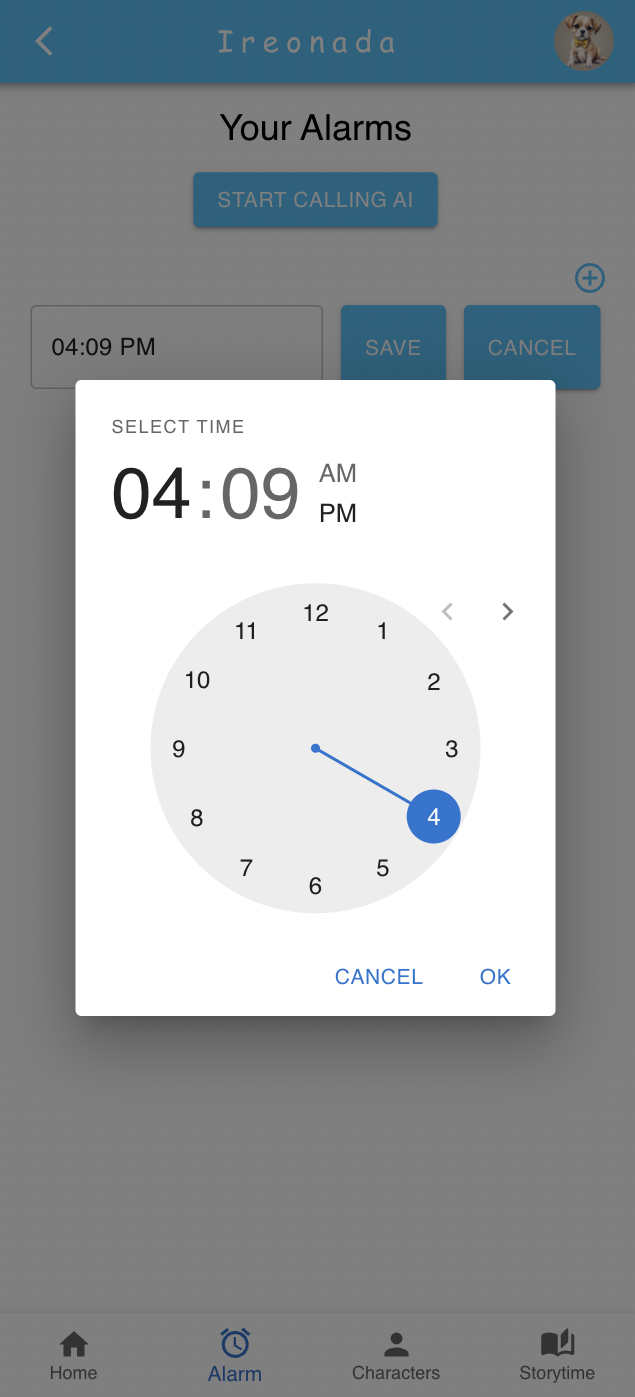 Ireonada
Your Alarms
START CALLING AI
04:09 PM
SAVE
CANCEL
SELECT TIME
04:09
AM
PM
12
1
2
3
4
5
6
7
8
9
10
11
CANCEL
OK
Home
Alarm
Characters
Storytime